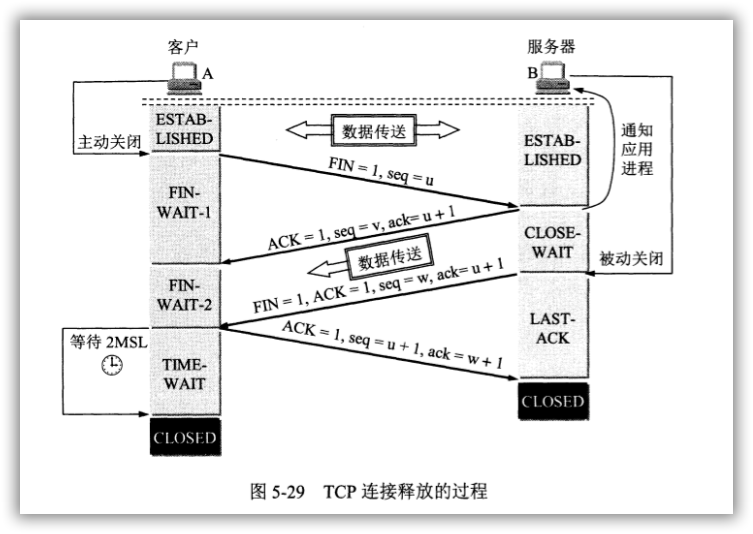 客户
服务器
A
B
ESTAB-
LISHED
主动关闭
数据传送
ESTAB-
LISHED
通知
应用
进程
FIN = 1, seq = u
FIN-
WAIT-1
ACK = 1, seq = v, ack= u + 1
CLOSE-
WAIT
数据传送
被动关闭
FIN-
WAIT-2
FIN = 1, ACK = 1, seq = w, ack= u + 1
LAST-
ACK
等待 2MSL
ACK = 1, seq = u + 1, ack = w + 1
TIME-
WAIT
CLOSED
CLOSED
图 5-29 TCP 连接释放的过程